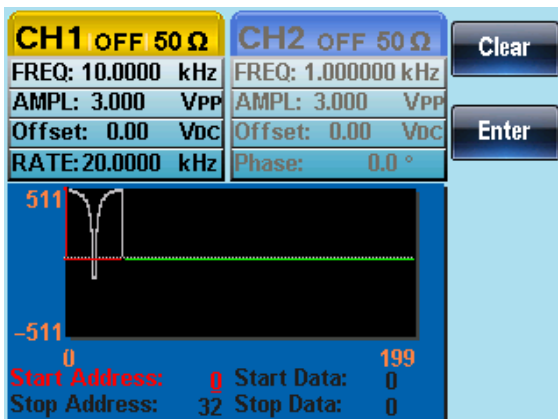 CH1 OFF 50 Ω CH2 OFF 50 Ω Clear
FREQ: 10.0000 kHz FREQ: 1.000000 kHz
AMPL: 3.000 VPP AMPL: 3.000 VPP
Offset: 0.00 VDC Offset: 0.00 VDC Enter
RATE:20.0000 kHz Phase: 0.0 °
511
-511
0 199
Start Address: 0 Start Data: 0
Stop Address: 32 Stop Data: 0